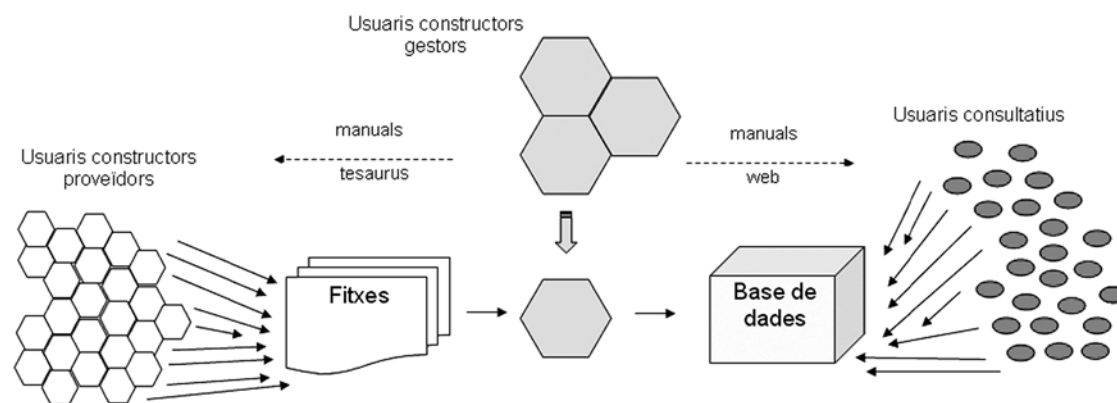 Usuaris constructors
gestors
manuals
tesaurus
manuals
web
Usuaris consultatius
Usuaris constructors
proveïdors
Fitxes
Base de
dades